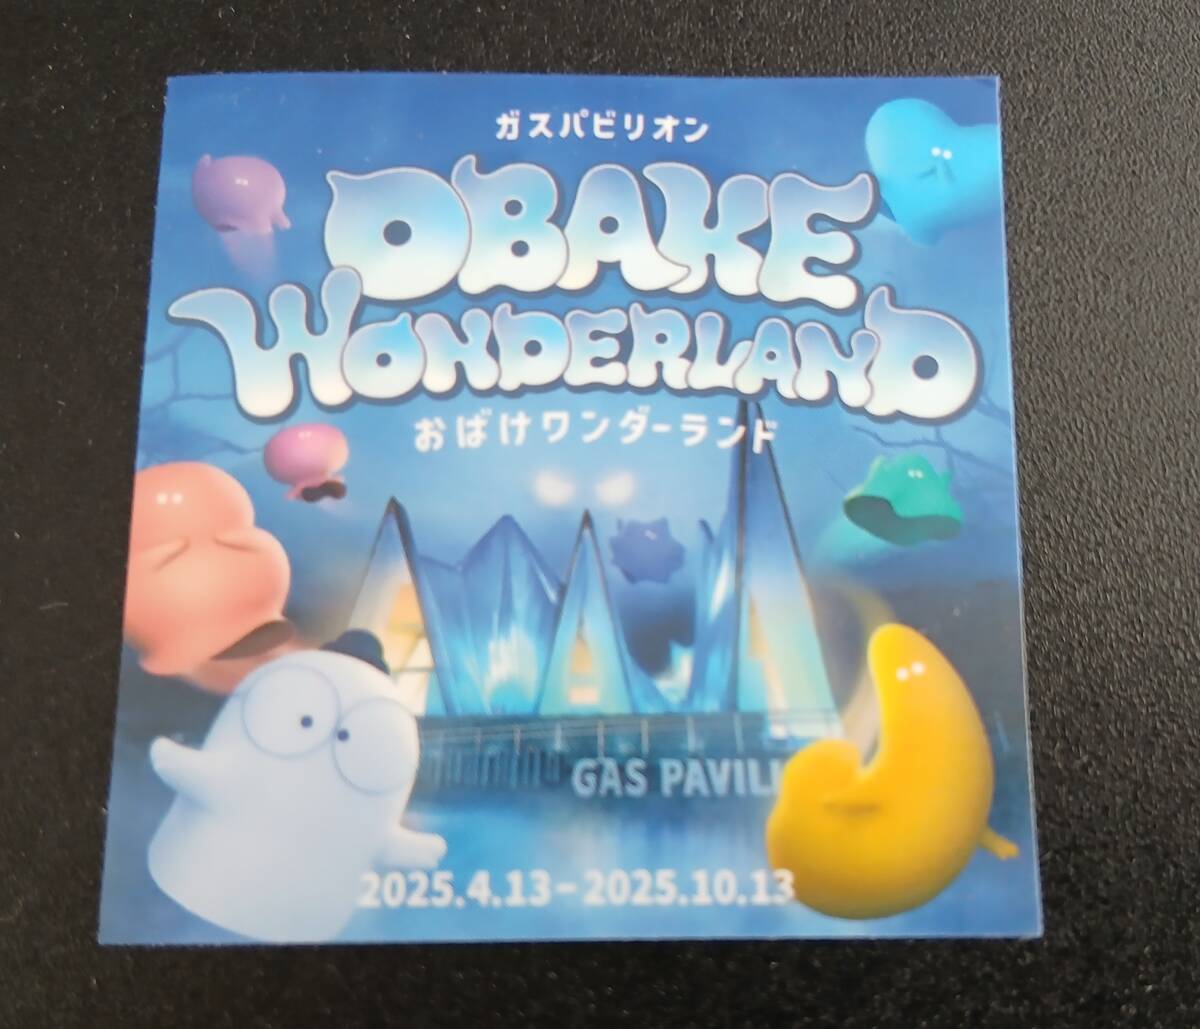 ガスパビリオン
OBAKE
WONDERLAND
おばけワンダーランド
GAS PAVILI
2025.4.13-2025.10.13